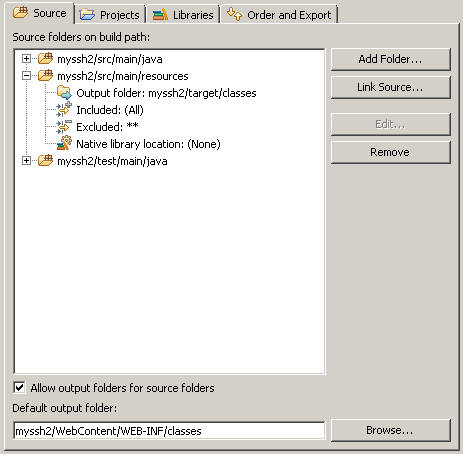 Source Projects Libraries Order and Export
Source folders on build path:
myssh2/src/main/java
myssh2/src/main/resources
Output folder: myssh2/target/classes
Included: (All)
Excluded: **
Native library location: (None)
myssh2/test/main/java
Add Folder...
Link Source...
Edit...
Remove
Allow output folders for source folders
Default output folder:
myssh2/WebContent/WEB-INF/classes
Browse...